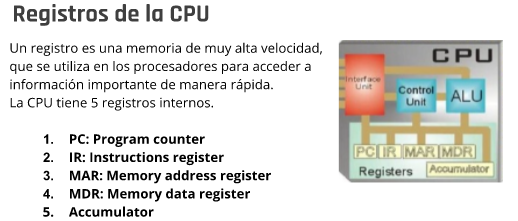 Registros de la CPU
Un registro es una memoria de muy alta velocidad,
que se utiliza en los procesadores para acceder a
información importante de manera rápida.
La CPU tiene 5 registros internos.
1. PC: Program counter
2. IR: Instructions register
3. MAR: Memory address register
4. MDR: Memory data register
5. Accumulator
CPU
Interface
Unit
Control
Unit
ALU
PC IR MAR MDR
Registers
Accumulator